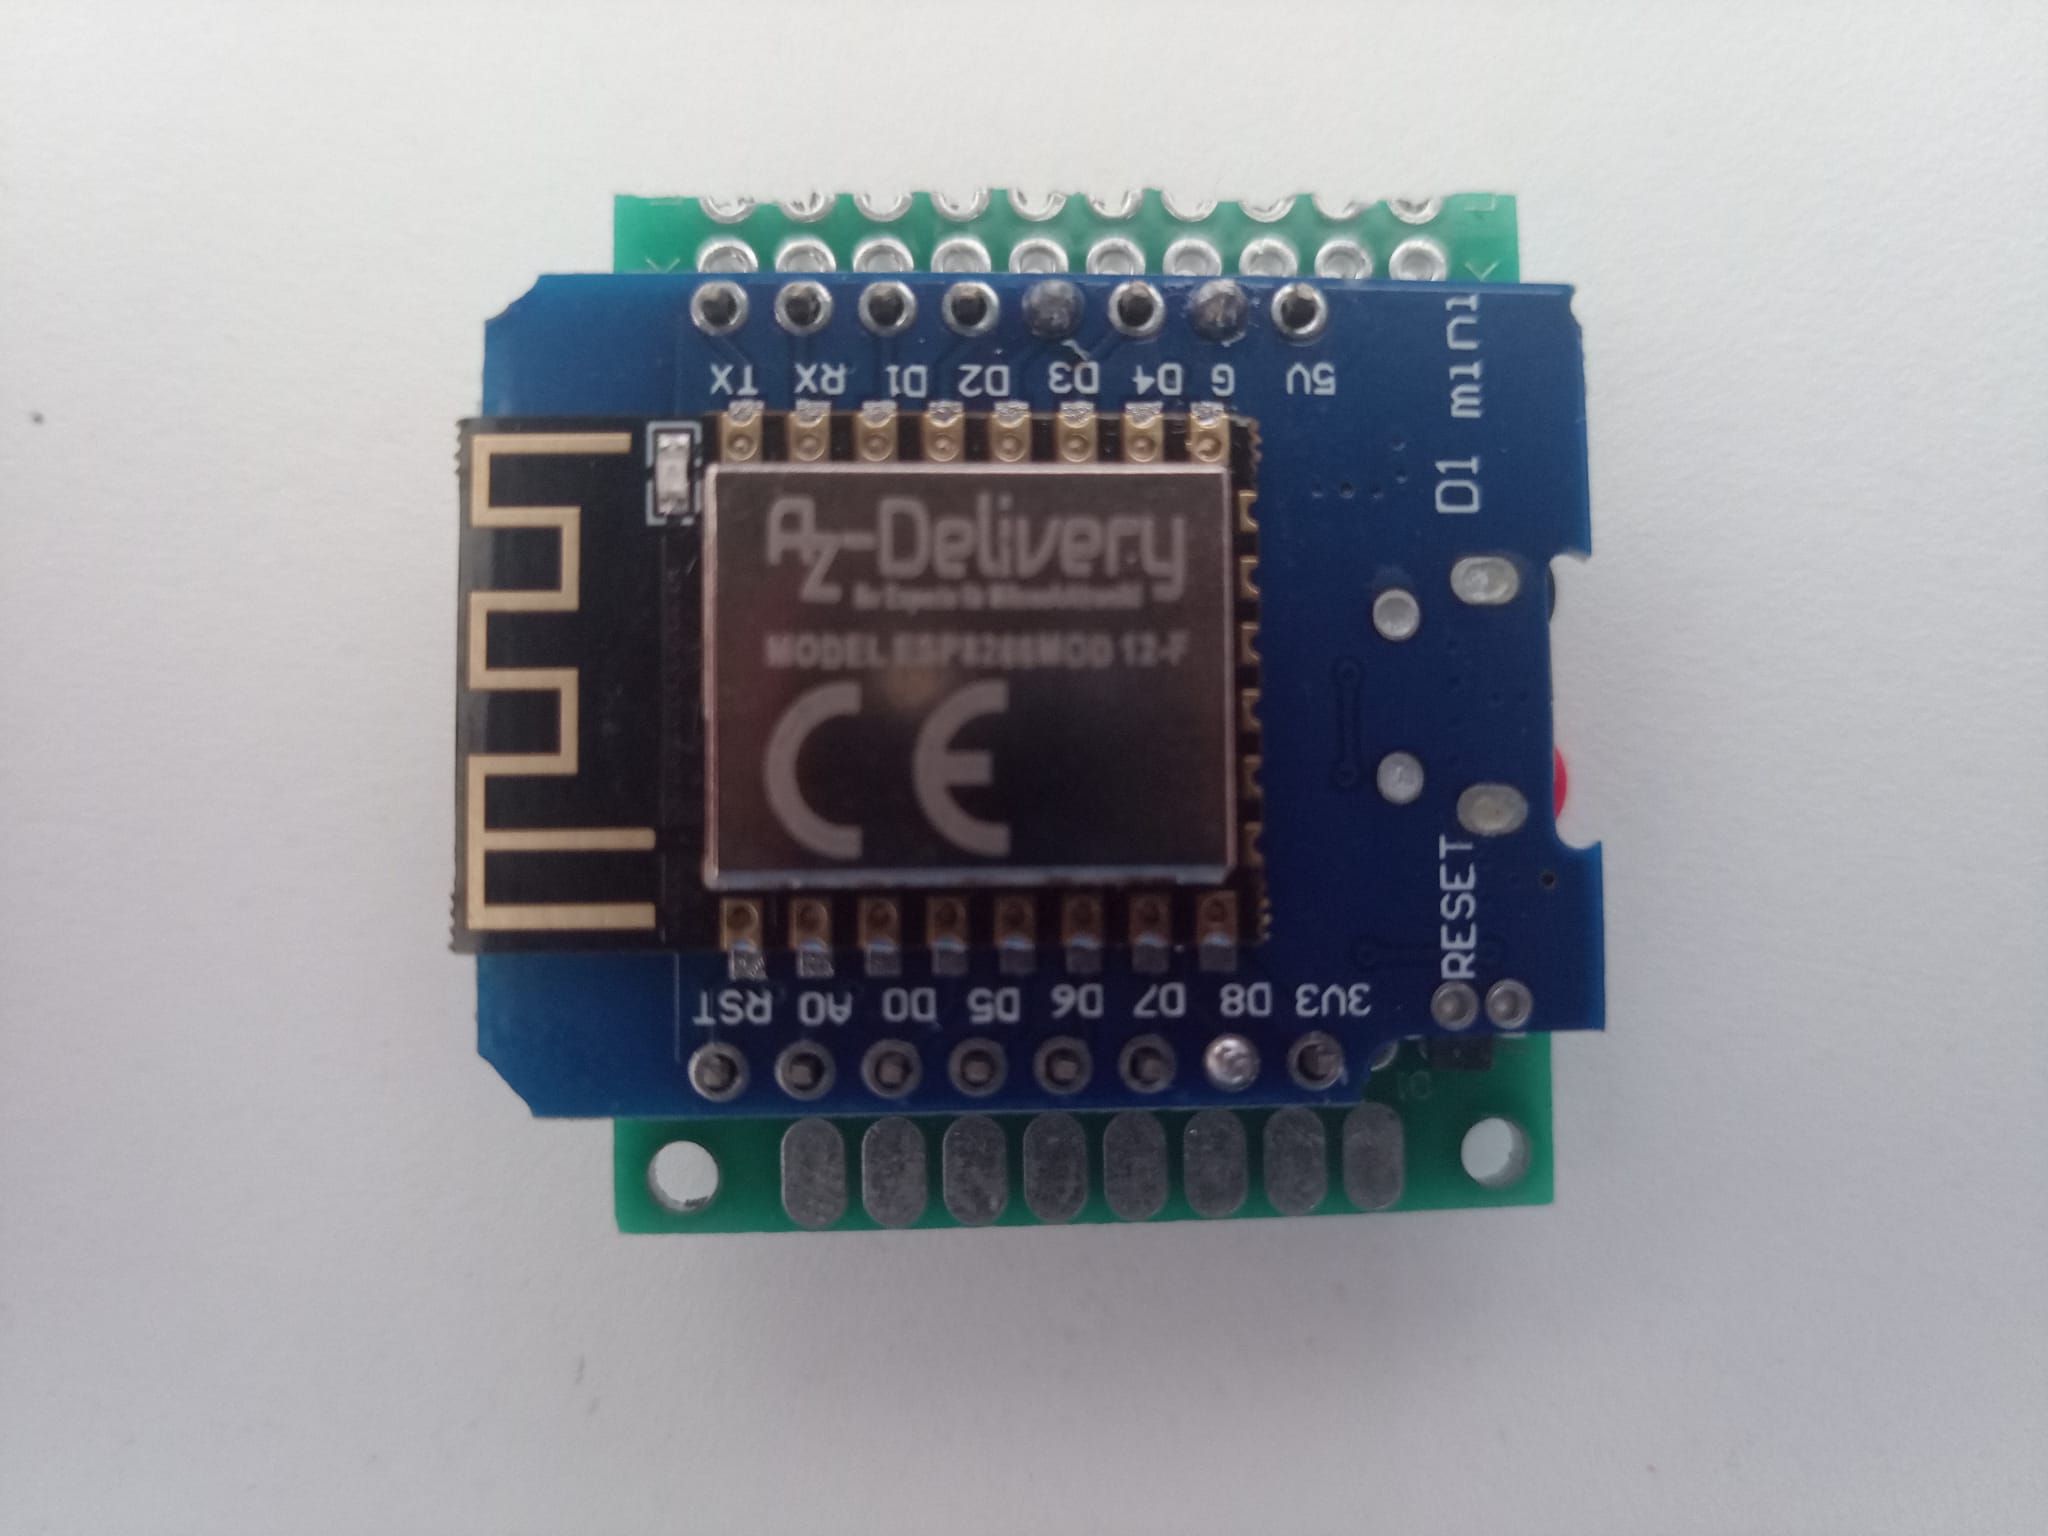 TX RX D1 D2 D3 D4 G 5V
D1 mini
AZ-Delivery
MODEL ESP8266MOD 12-F
CE
RESET
RST A0 D0 D5 D6 D7 D8 3V3